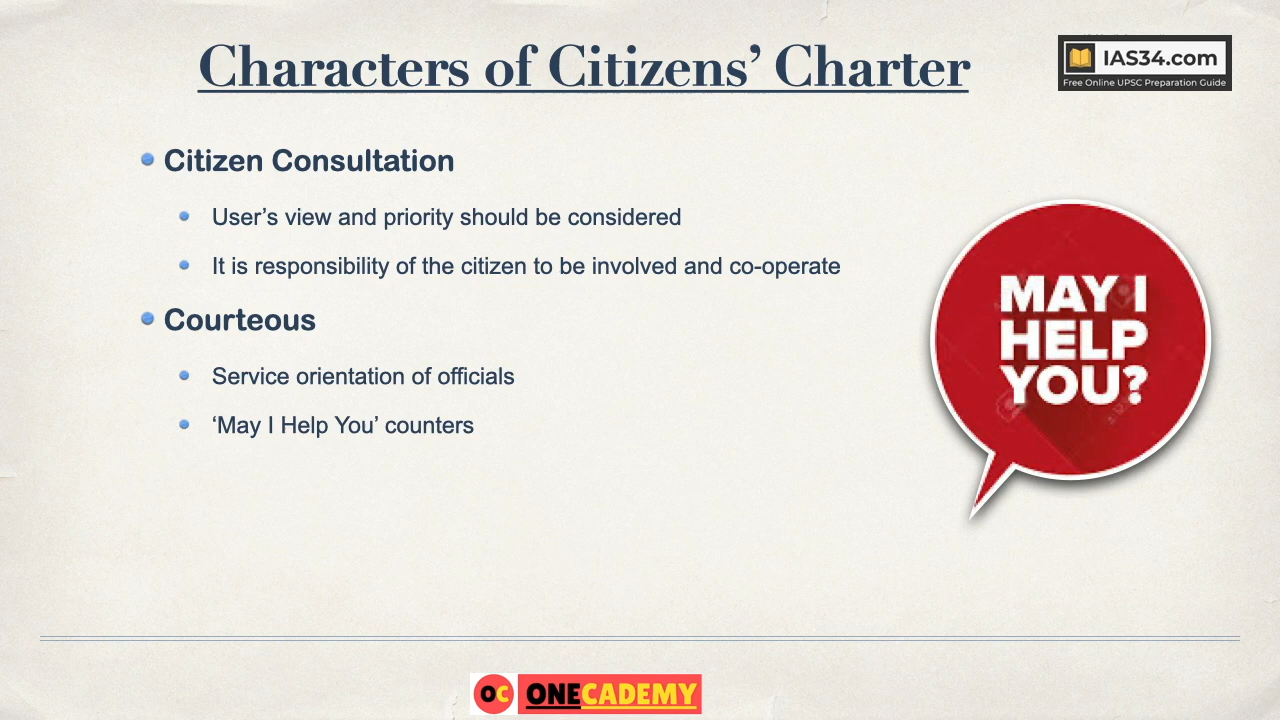 Characters of Citizens’ Charter
IAS34.com
Free Online UPSC Preparation Guide
Citizen Consultation
User’s view and priority should be considered
It is responsibility of the citizen to be involved and co-operate
Courteous
Service orientation of officials
‘May I Help You’ counters
MAY I
HELP
YOU?
OC ONECADEMY